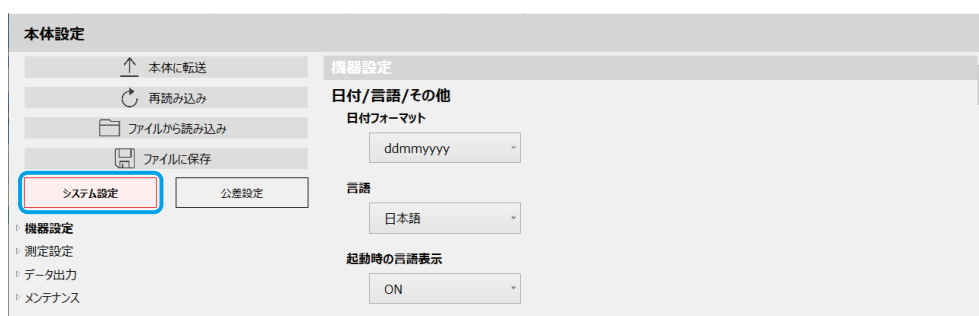 本体設定
本体に転送
再読み込み
ファイルから読み込み
ファイルに保存
システム設定
公差設定
機器設定
測定設定
データ出力
メンテナンス
機器設定
日付/言語/その他
日付フォーマット
ddmmyyyy
言語
日本語
起動時の言語表示
ON